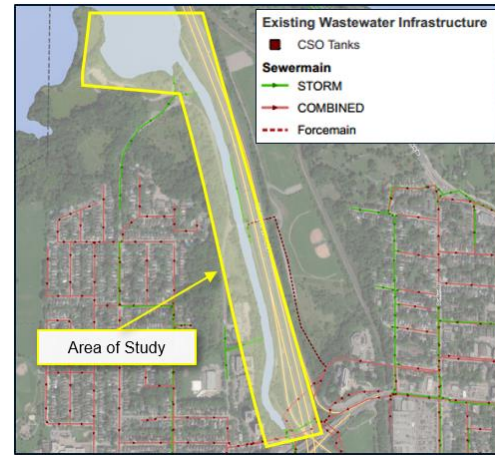 Existing Wastewater Infrastructure
CSO Tanks
Sewermain
STORM
COMBINED
Forcemain
Area of Study